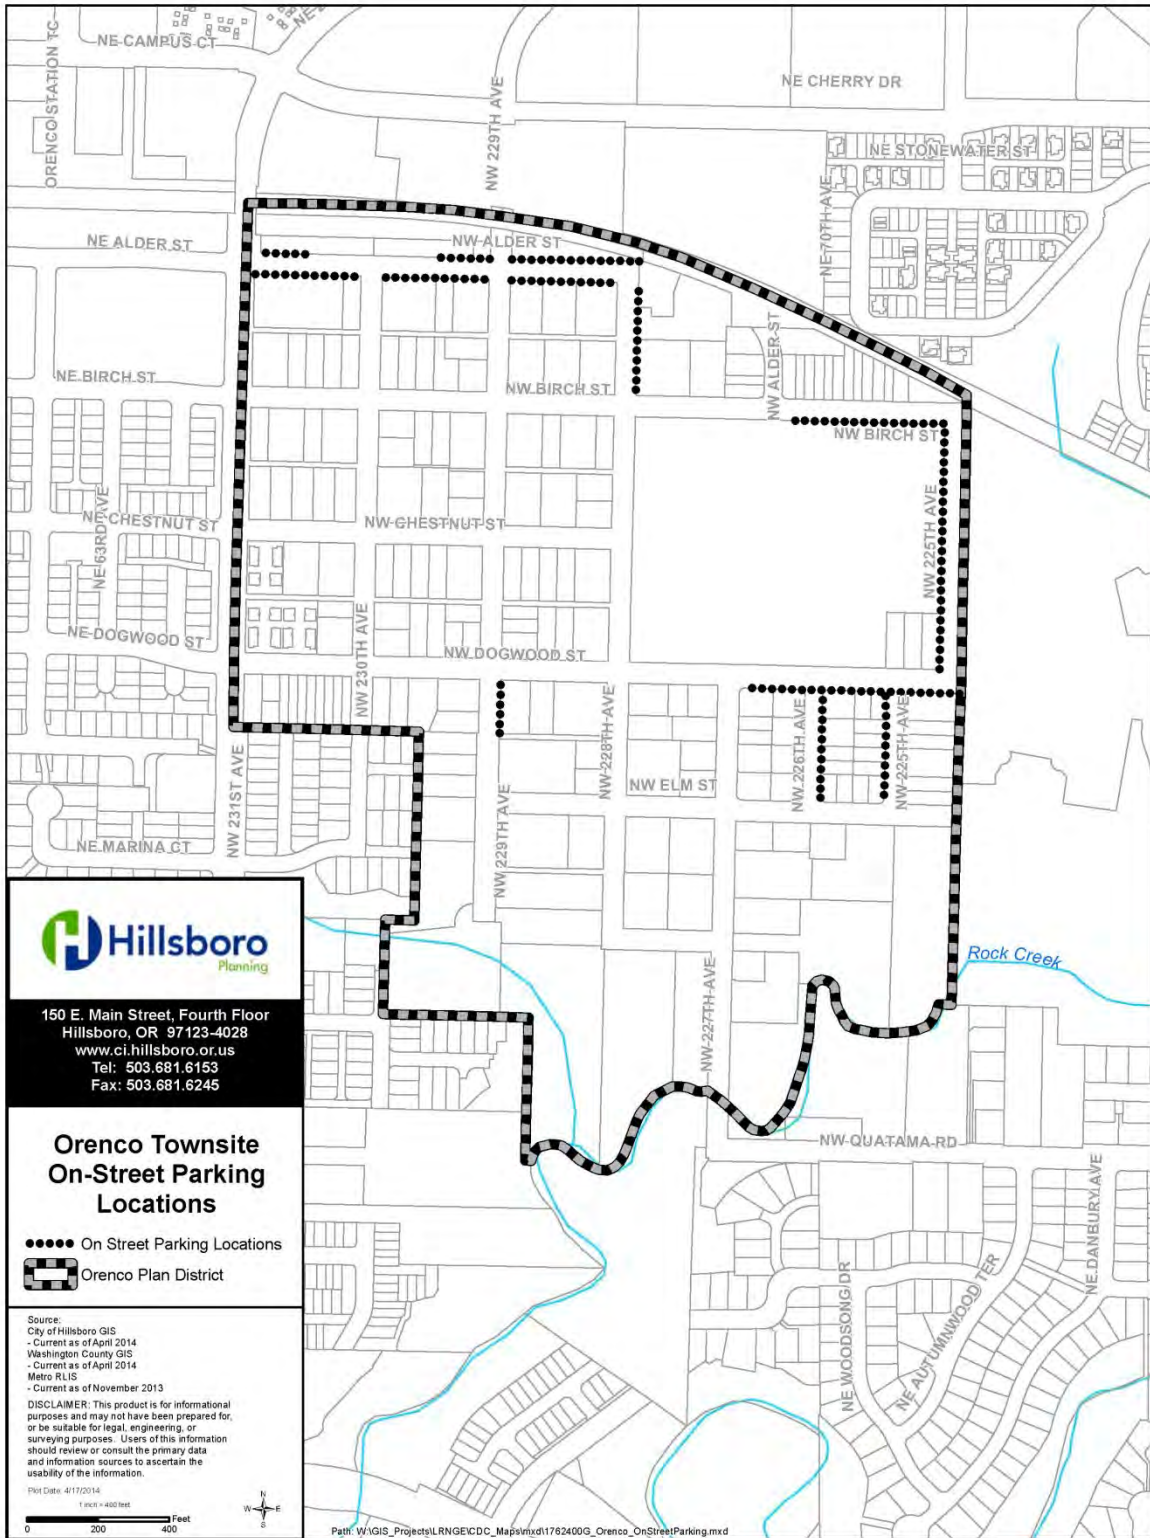 ORENCO STATION TC
NE CAMPUS CT
NW 229TH AVE
NE CHERRY DR
NE STONEWATER ST
NE 70TH AVE
NE ALDER ST
NW ALDER ST
NE BIRCH ST
NW BIRCH ST
NW ALDER ST
NW BIRCH ST
NE 63RD AVE
NE CHESTNUT ST
NW CHESTNUT ST
NW 225TH AVE
NE DOGWOOD ST
NW 230TH AVE
NW DOGWOOD ST
NW 231ST AVE
NW 229TH AVE
NW 228TH AVE
NW ELM ST
NW 226TH AVE
NW 225TH AVE
NE MARINA CT
NW 227TH AVE
Rock Creek
NW QUATAMA RD
NE WOODSONG DR
NE AUTUMNWOOD TER
NE DANBURY AVE
Hillsboro
Planning
150 E. Main Street, Fourth Floor
Hillsboro, OR 97123-4028
www.ci.hillsboro.or.us
Tel: 503.681.6153
Fax: 503.681.6245
Orenco Townsite
On-Street Parking
Locations
On Street Parking Locations
Orenco Plan District
Source:
City of Hillsboro GIS
- Current as of April 2014
Washington County GIS
- Current as of April 2014
Metro RLIS
- Current as of November 2013
DISCLAIMER: This product is for informational
purposes and may not have been prepared for,
or be suitable for legal, engineering, or
surveying purposes. Users of this information
should review or consult the primary data
and information sources to ascertain the
usability of the information.
Plot Date: 4/17/2014
1 inch = 400 feet
Feet
0 200 400
N
W E
S
Path: W:\GIS_Projects\LRNGE\CDC_Maps\mxd\1762400G_Orenco_OnStreetParking.mxd